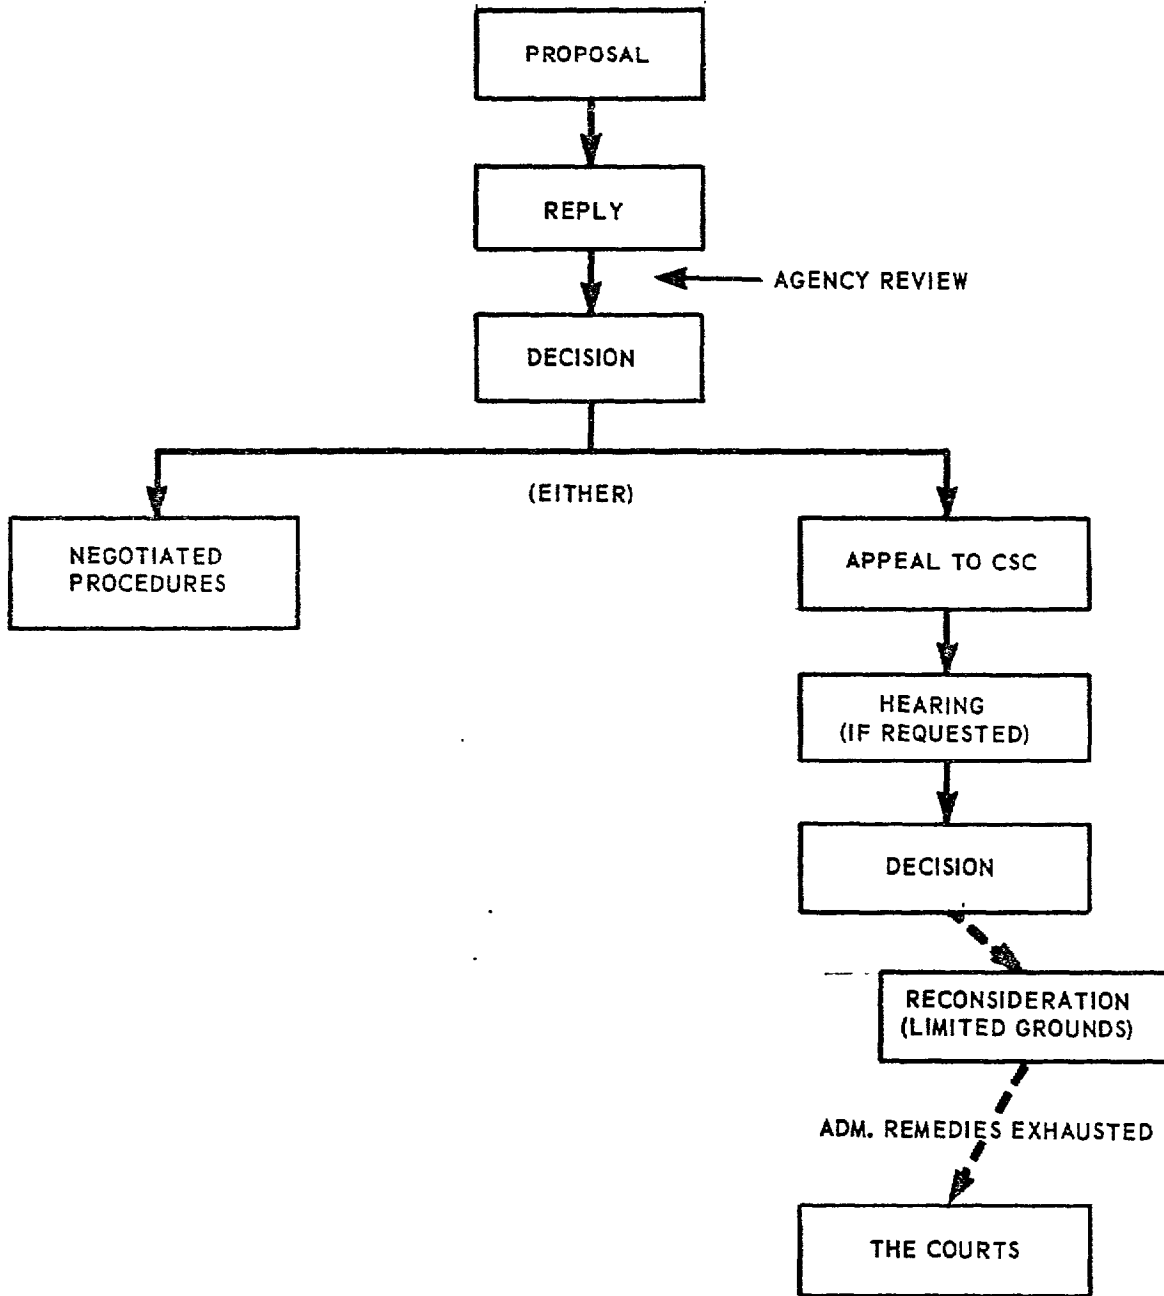 PROPOSAL
REPLY
AGENCY REVIEW
DECISION
(EITHER)
NEGOTIATED
PROCEDURES
APPEAL TO CSC
HEARING
(IF REQUESTED)
DECISION
RECONSIDERATION
(LIMITED GROUNDS)
ADM. REMEDIES EXHAUSTED
THE COURTS